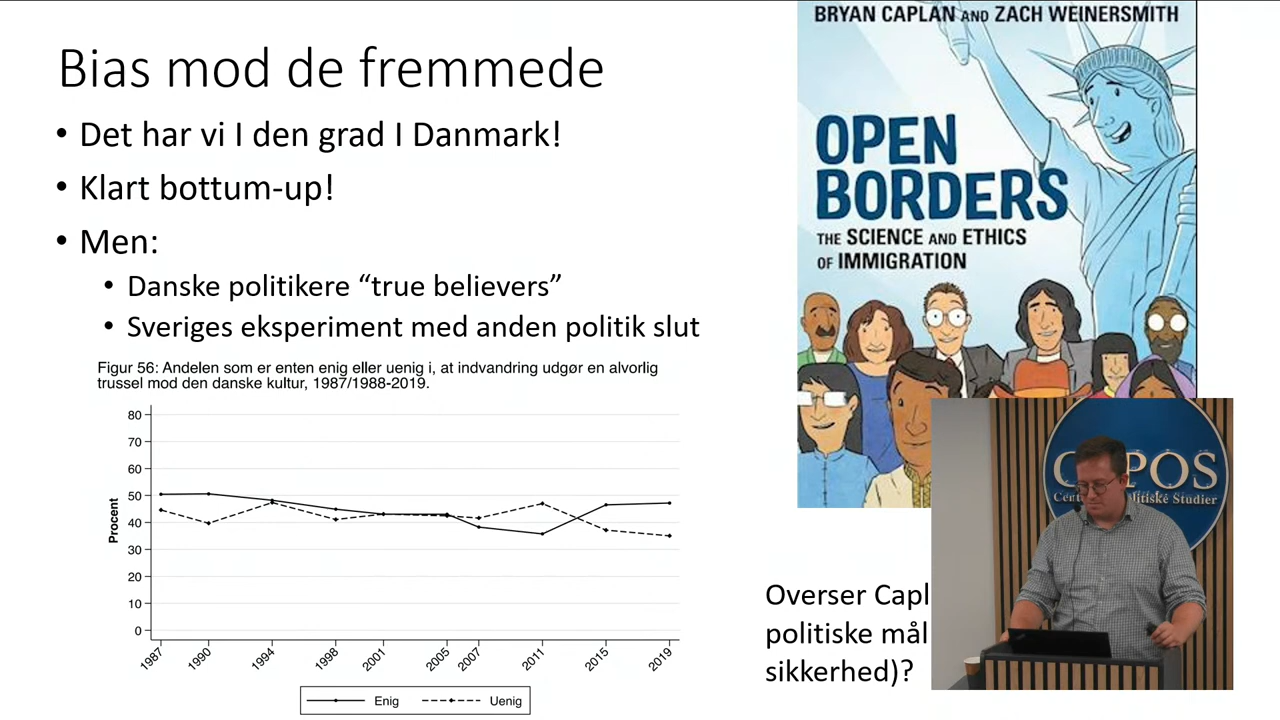 Bias mod de fremmede
• Det har vi I den grad I Danmark!
• Klart bottum-up!
• Men:
• Danske politikere “true believers”
• Sveriges eksperiment med anden politik slut
Figur 56: Andelen som er enten enig eller uenig i, at indvandring udgør en alvorlig
trussel mod den danske kultur, 1987/1988-2019.
Procent
80
70
60
50
40
30
20
10
0
1987
1990
1994
1998
2001
2005
2007
2011
2015
2019
Enig
Uenig
BRYAN CAPLAN AND ZACH WEINERSMITH
OPEN
BORDERS
THE SCIENCE AND ETHICS
OF IMMIGRATION
POS
Studier
Overser
politiske mål
sikkerhed)?